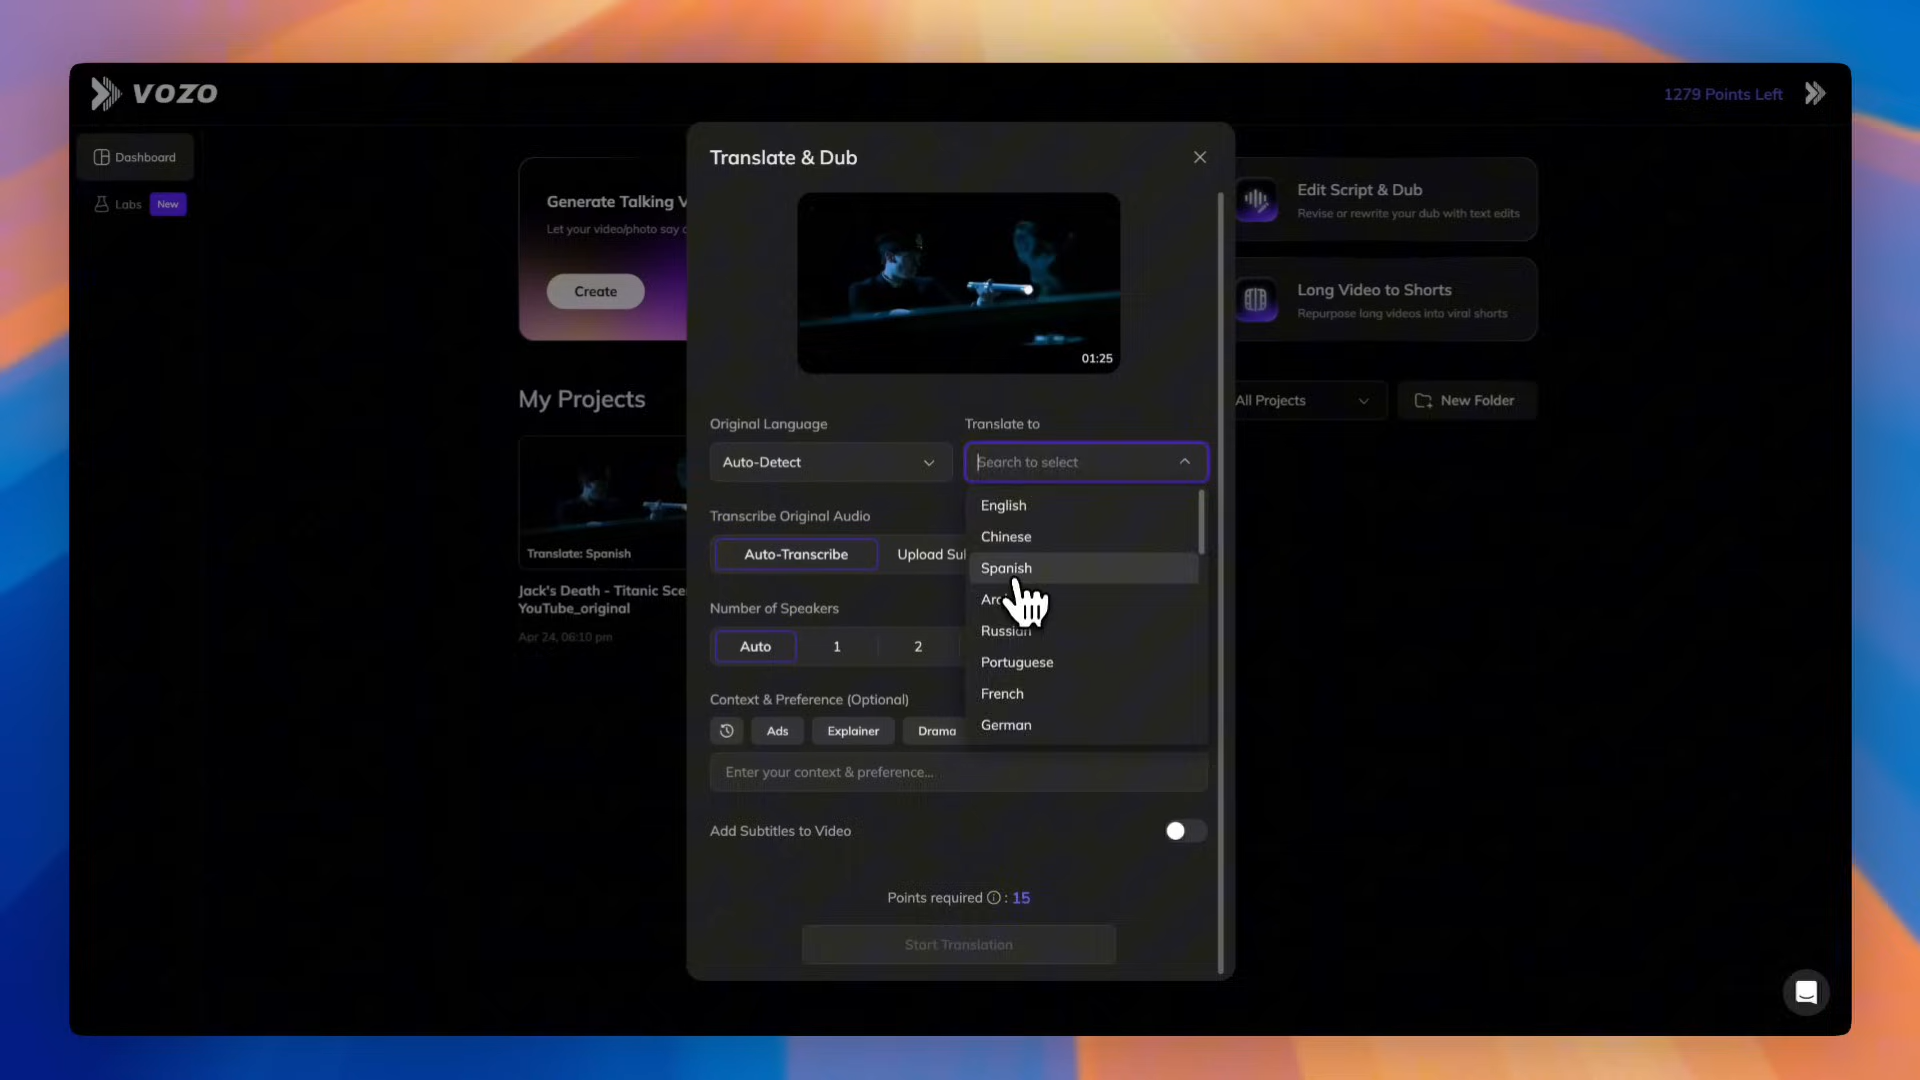 VOZO
1279 Points Left
Dashboard
Labs New
Generate Talking V
Let your video/photo say
Create
Translate & Dub
01:25
Edit Script & Dub
Revise or rewrite your dub with text edits
Long Video to Shorts
Repurpose long videos into viral shorts
My Projects
All Projects
New Folder
Translate: Spanish
Jack's Death - Titanic Sce
YouTube_original
Apr 24, 06:10 pm
Original Language
Auto-Detect
Translate to
Search to select
English
Chinese
Spanish
Russian
Portuguese
French
German
Transcribe Original Audio
Auto-Transcribe
Upload Su
Number of Speakers
Auto 1 2
Context & Preference (Optional)
Ads Explainer Drama
Enter your context & preference...
Add Subtitles to Video
Points required : 15
Start Translation